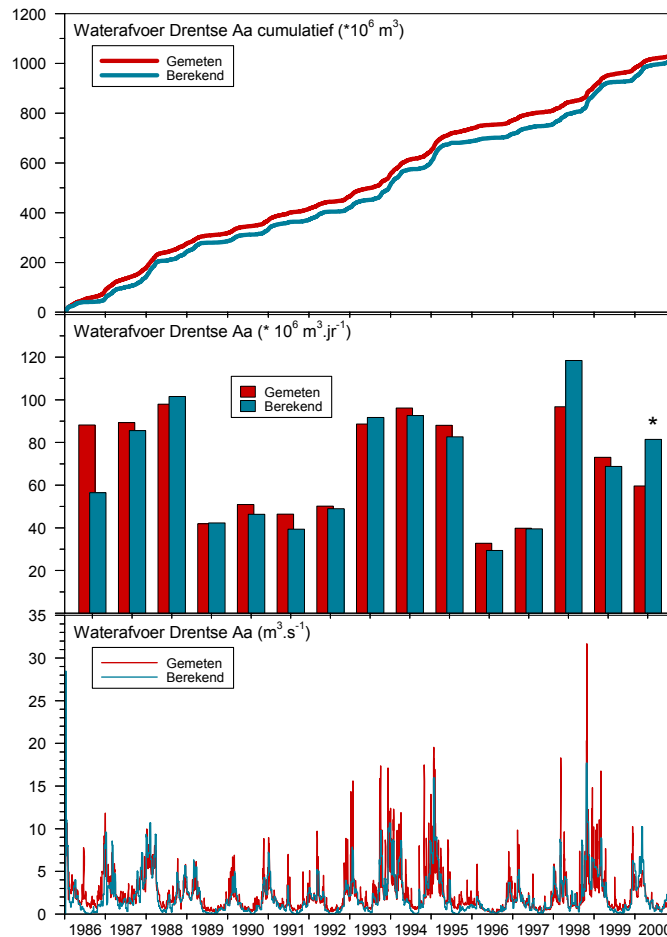 Waterafvoer Drentse Aa cumulatief (*10⁶ m³)
Gemeten
Berekend
1200
1000
800
600
400
200
0
Waterafvoer Drentse Aa (* 10⁶ m³.jr⁻¹)
Gemeten
Berekend
*
120
100
80
60
40
20
Waterafvoer Drentse Aa (m³.s⁻¹)
Gemeten
Berekend
35
30
25
20
15
10
5
0
1986 1987 1988 1989 1990 1991 1992 1993 1994 1995 1996 1997 1998 1999 2000